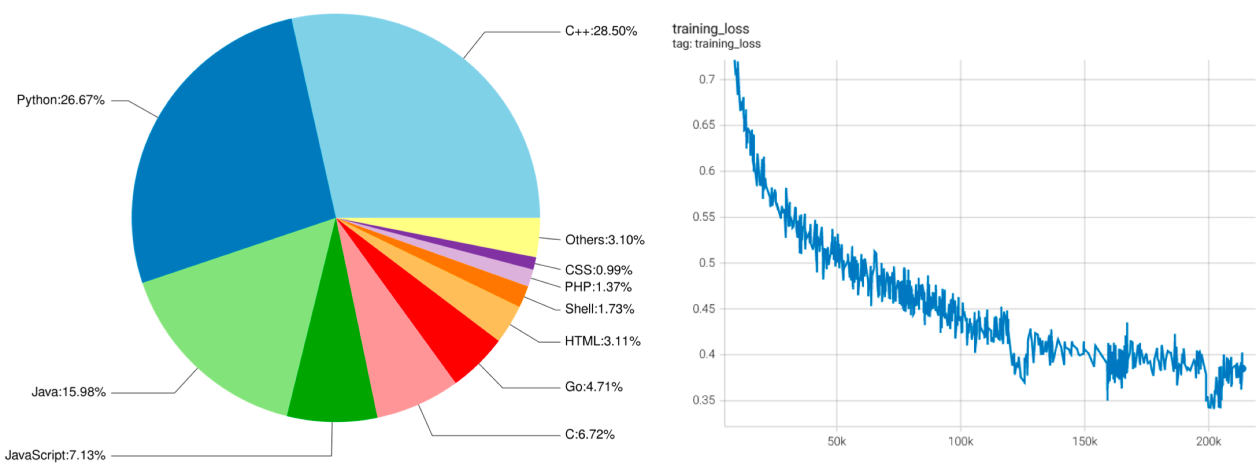 C++:28.50%
Python:26.67%
Java:15.98%
JavaScript:7.13%
C:6.72%
Go:4.71%
HTML:3.11%
Shell:1.73%
PHP:1.37%
CSS:0.99%
Others:3.10%
training_loss
tag: training_loss
0.7
0.65
0.6
0.55
0.5
0.45
0.4
0.35
50k
100k
150k
200k